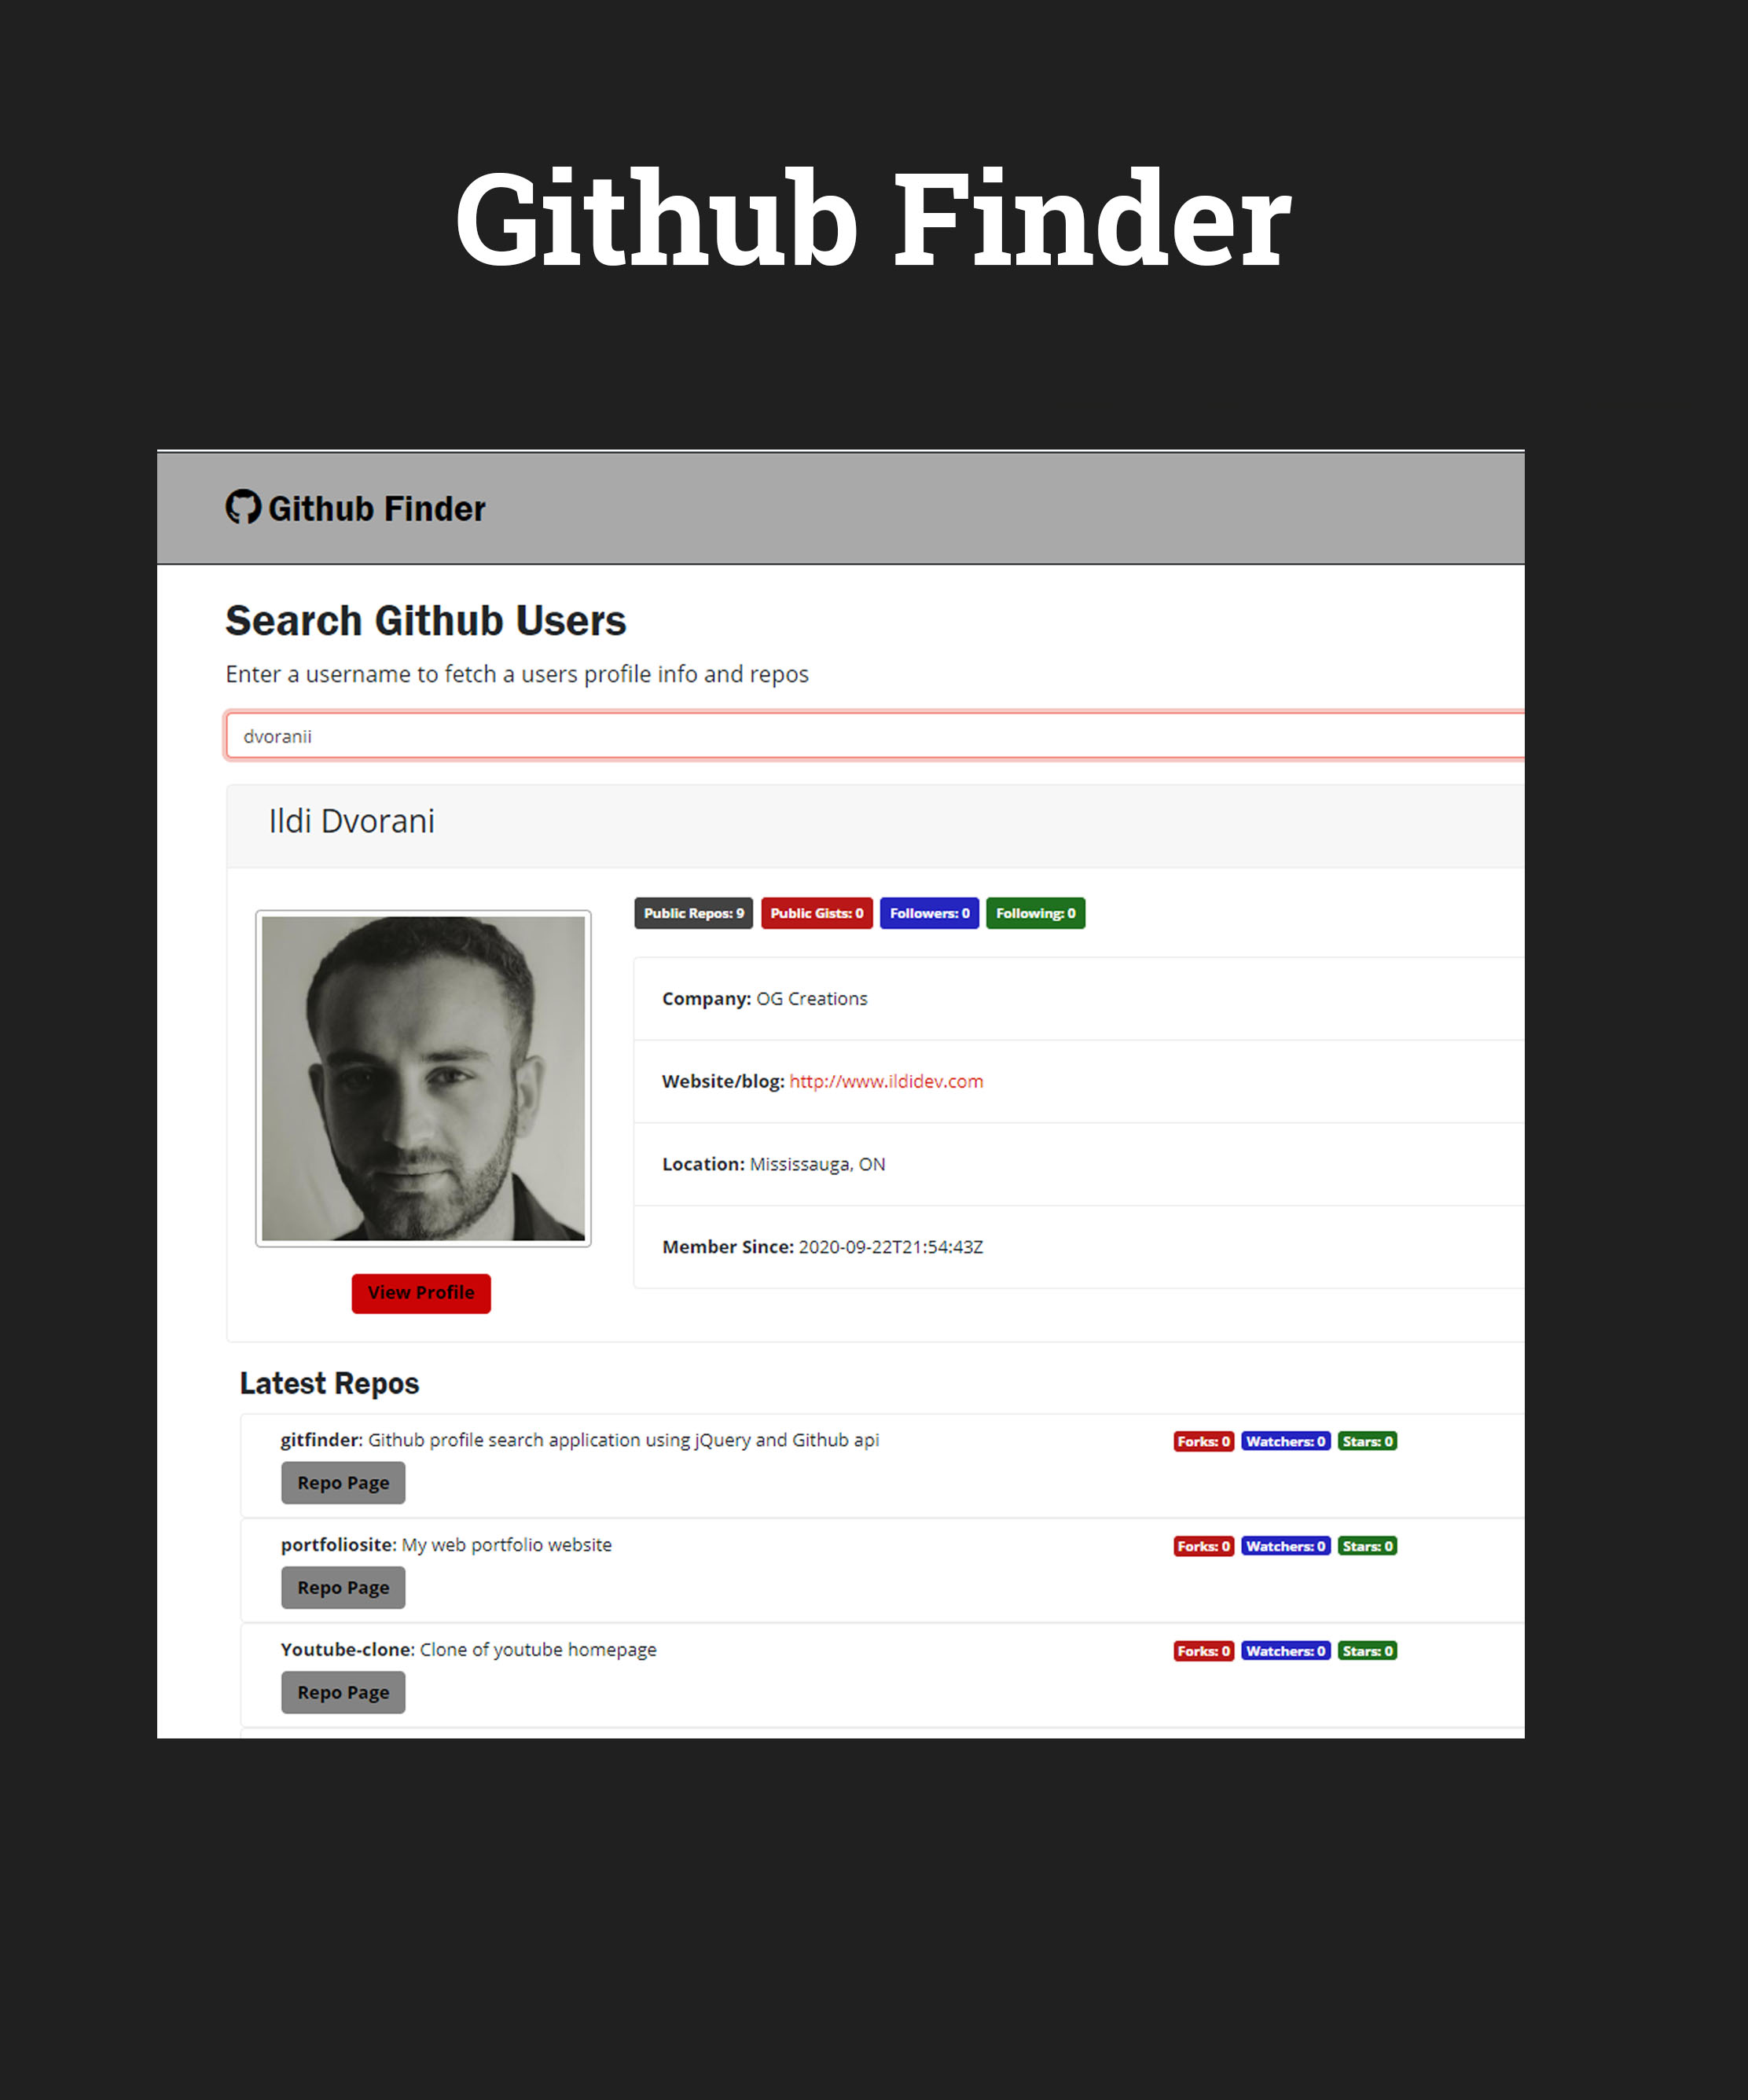 Github Finder
Github Finder
Search Github Users
Enter a username to fetch a users profile info and repos
dvoranii
Ildi Dvorani
Public Repos: 9 Public Gists: 0 Followers: 0 Following: 0
Company: OG Creations
Website/blog: http://www.ildidev.com
Location: Mississauga, ON
Member Since: 2020-09-22T21:54:43Z
View Profile
Latest Repos
gitfinder: Github profile search application using jQuery and Github api Forks: 0 Watchers: 0 Stars: 0
Repo Page
portfoliosite: My web portfolio website Forks: 0 Watchers: 0 Stars: 0
Repo Page
Youtube-clone: Clone of youtube homepage Forks: 0 Watchers: 0 Stars: 0
Repo Page